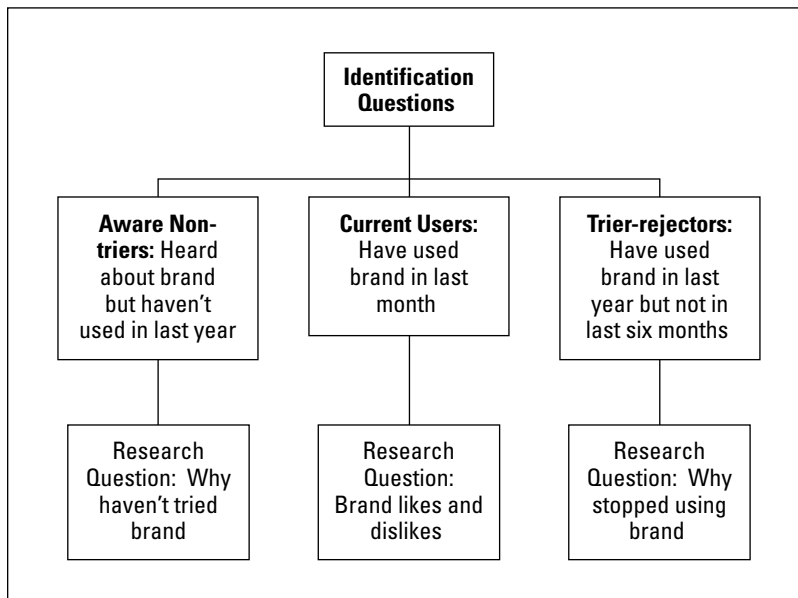 Identification
Questions
Aware Non-
triers: Heard
about brand
but haven't
used in last year
Current Users:
Have used
brand in last
month
Trier-rejectors:
Have used
brand in last
year but not in
last six months
Research
Question: Why
haven't tried
brand
Research
Question:
Brand likes and
dislikes
Research
Question: Why
stopped using
brand